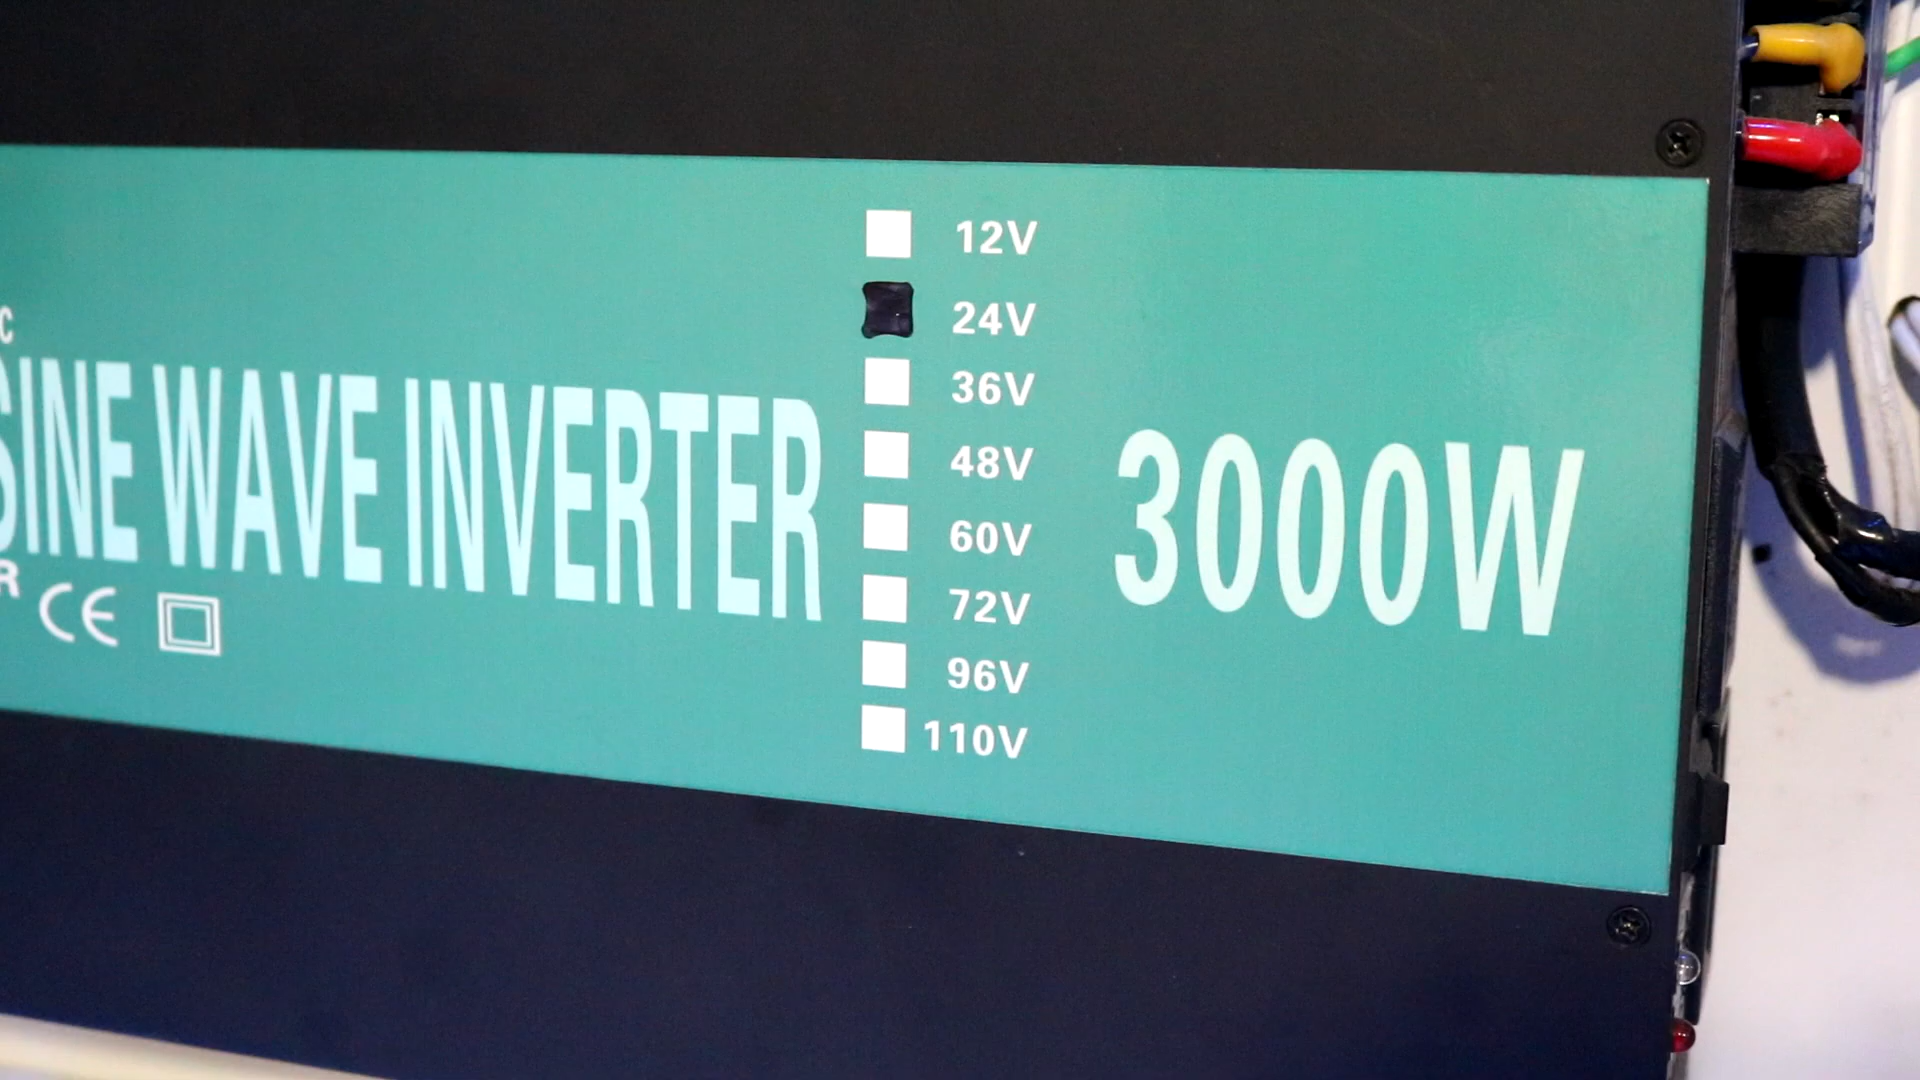 C
SINE WAVE INVERTER
R CE
12V
24V
36V
48V
60V
72V
96V
110V
3000W